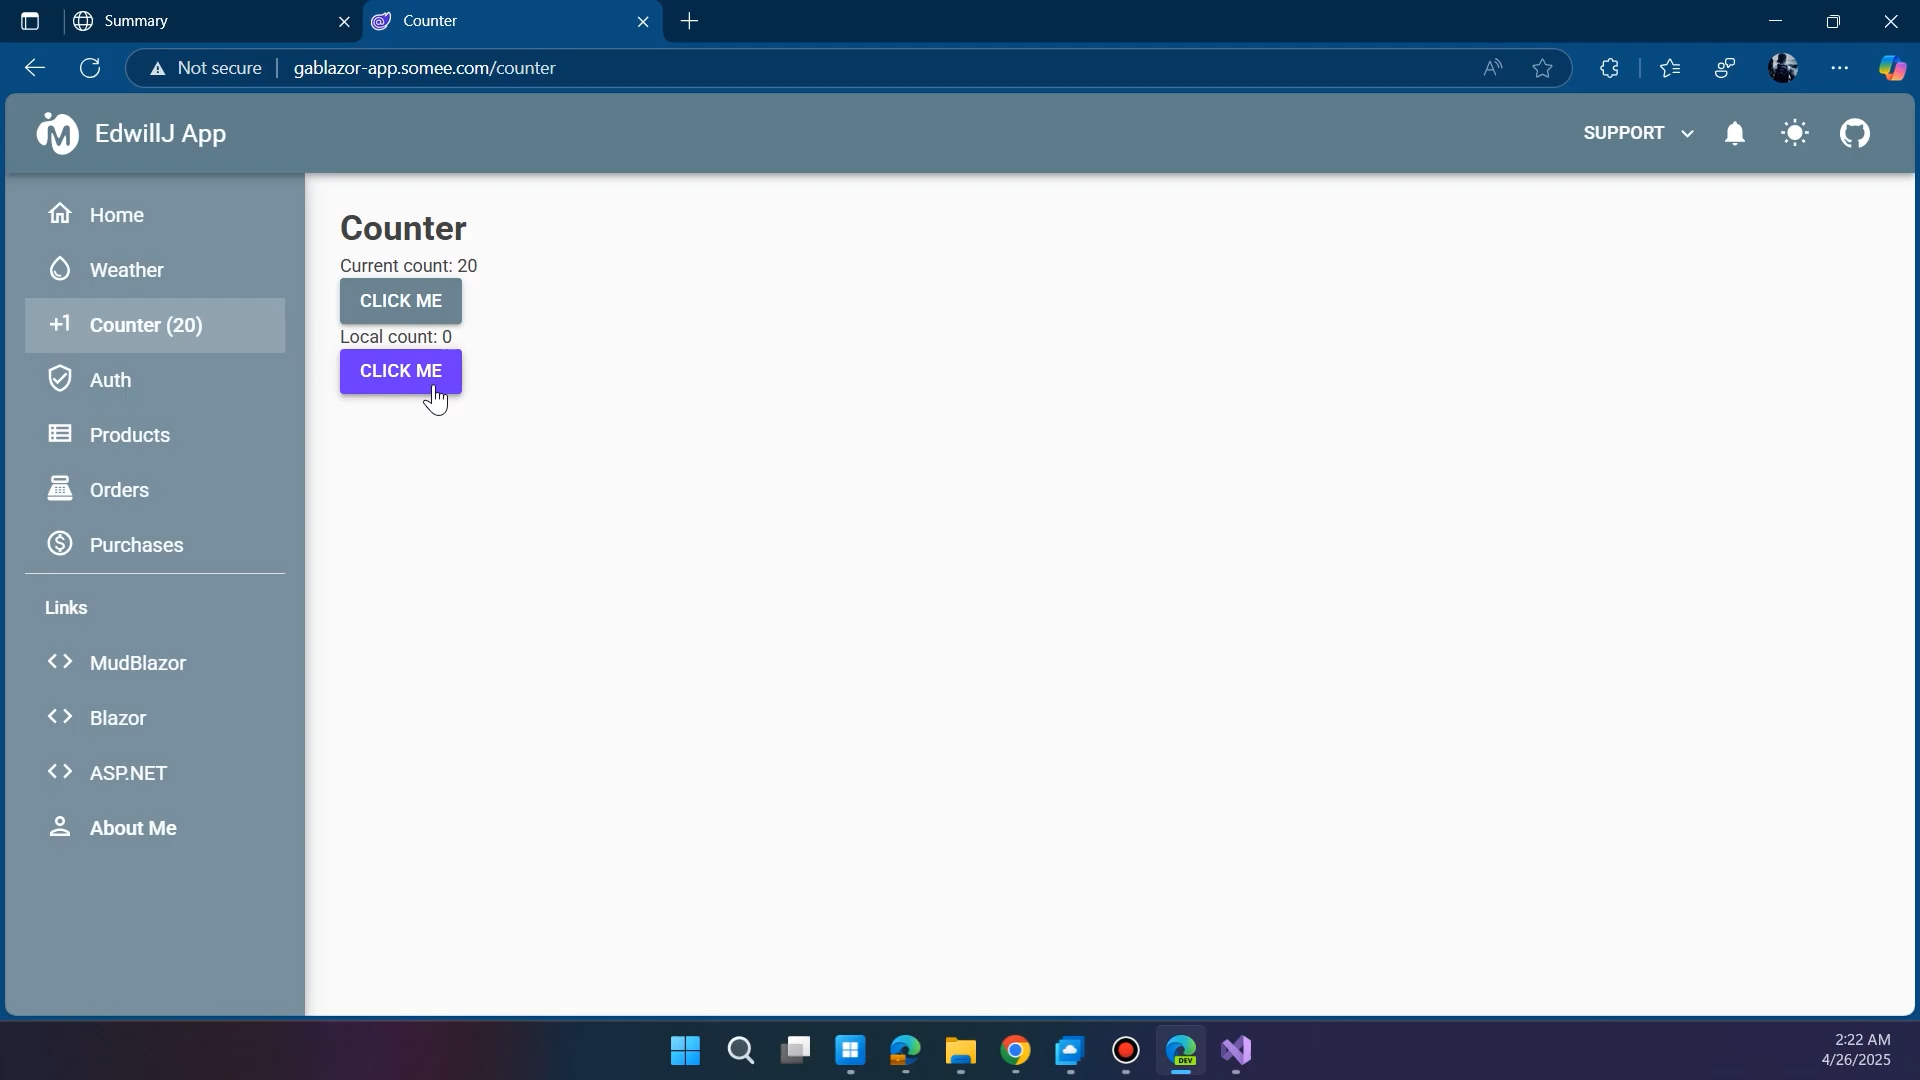 Summary
Counter
Not secure
gablazor-app.somee.com/counter
EdwillJ App
SUPPORT
Home
Weather
+1 Counter (20)
Auth
Products
Orders
Purchases
Links
MudBlazor
Blazor
ASP.NET
About Me
Counter
Current count: 20
CLICK ME
Local count: 0
CLICK ME
DEV
2:22 AM
4/26/2025